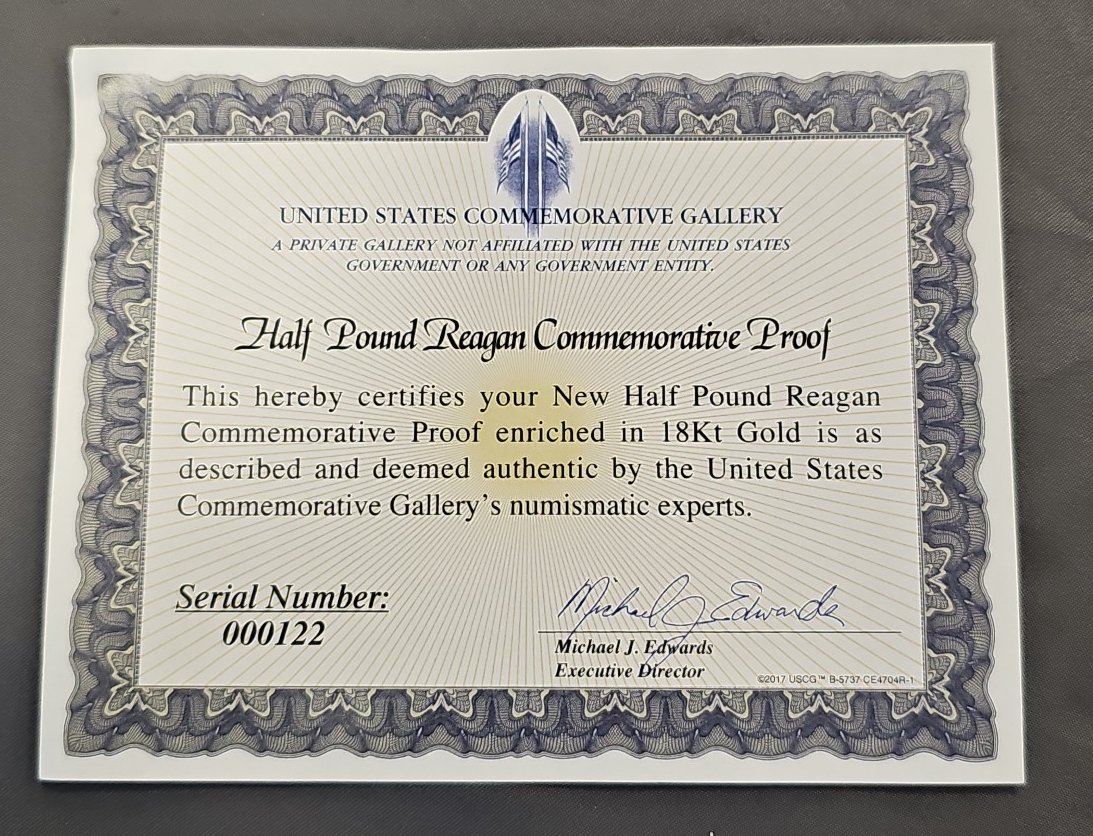 UNITED STATES COMMEMORATIVE GALLERY
A PRIVATE GALLERY NOT AFFILIATED WITH THE UNITED STATES
GOVERNMENT OR ANY GOVERNMENT ENTITY.
Half Pound Reagan Commemorative Proof
This hereby certifies your New Half Pound Reagan
Commemorative Proof enriched in 18Kt Gold is as
described and deemed authentic by the United States
Commemorative Gallery's numismatic experts.
Serial Number:
000122
Michael J. Edwards
Michael J. Edwards
Executive Director
©2017 USCG™ B-5737 CE4704R-1